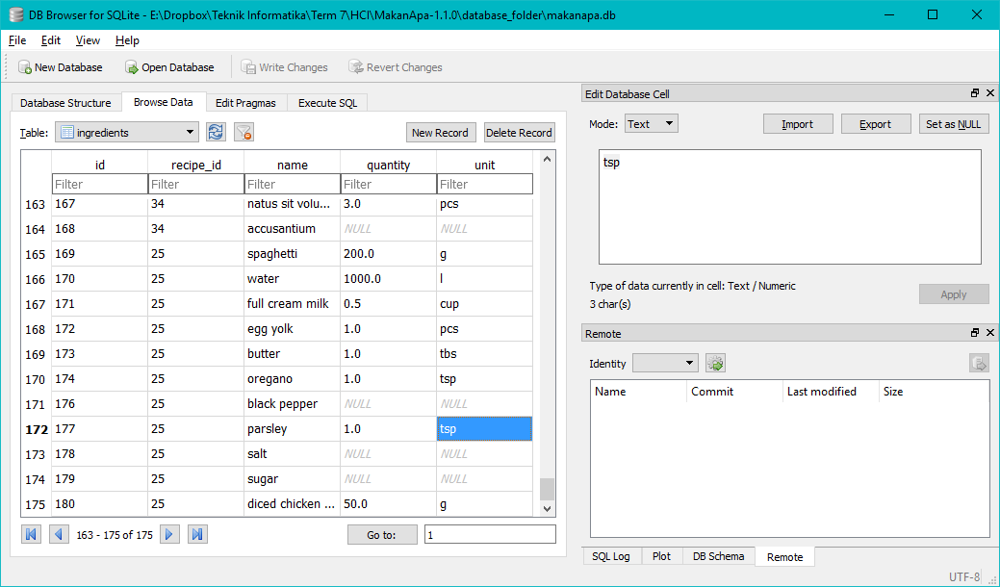 DB Browser for SQLite - E:\Dropbox\Teknik Informatika\Term 7\HCI\MakanApa-1.1.0\database_folder\makanapa.db
File Edit View Help
New Database Open Database Write Changes Revert Changes
Database Structure Browse Data Edit Pragmas Execute SQL
Table: ingredients New Record Delete Record
id recipe_id name quantity unit
Filter Filter Filter Filter Filter
163 167 34 natus sit volu... 3.0 pcs
164 168 34 accusantium NULL NULL
165 169 25 spaghetti 200.0 g
166 170 25 water 1000.0 l
167 171 25 full cream milk 0.5 cup
168 172 25 egg yolk 1.0 pcs
169 173 25 butter 1.0 tbs
170 174 25 oregano 1.0 tsp
171 176 25 black pepper NULL NULL
172 177 25 parsley 1.0 tsp
173 178 25 salt NULL NULL
174 179 25 sugar NULL NULL
175 180 25 diced chicken ... 50.0 g
163 - 175 of 175 Go to: 1
Edit Database Cell
Mode: Text Import Export Set as NULL
tsp
Type of data currently in cell: Text / Numeric
3 char(s)
Apply
Remote
Identity
Name Commit Last modified Size
SQL Log Plot DB Schema Remote
UTF-8